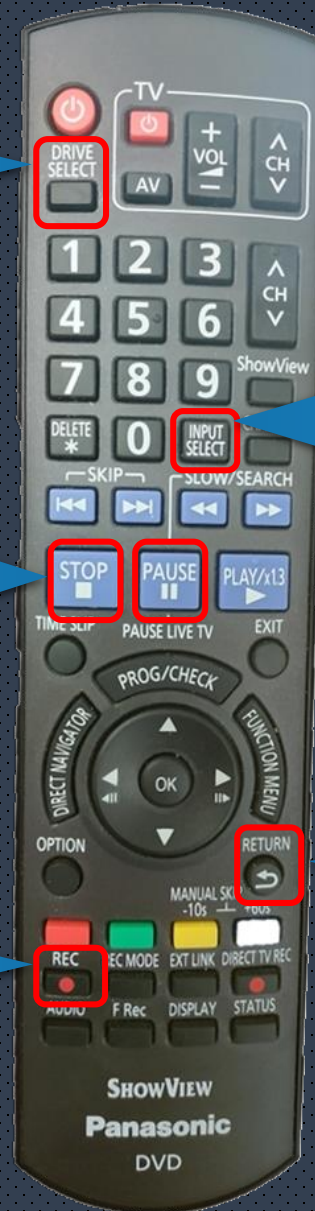 TV
DRIVE
SELECT
AV
+
VOL
−
CH
1 2 3
CH
4 5 6
ShowView
7 8 9
DELETE
*
0
INPUT
SELECT
SKIP
SLOW/SEARCH
STOP
PAUSE
PLAY/x1.3
TIME SLIP
PAUSE LIVE TV
EXIT
PROG/CHECK
DIRECT NAVIGATOR
FUNCTION MENU
OK
OPTION
RETURN
MANUAL SKIP
-10s +60s
REC
REC MODE
EXT LINK
DIRECT TV REC
AUDIO
F Rec
DISPLAY
STATUS
SHOWVIEW
Panasonic
DVD